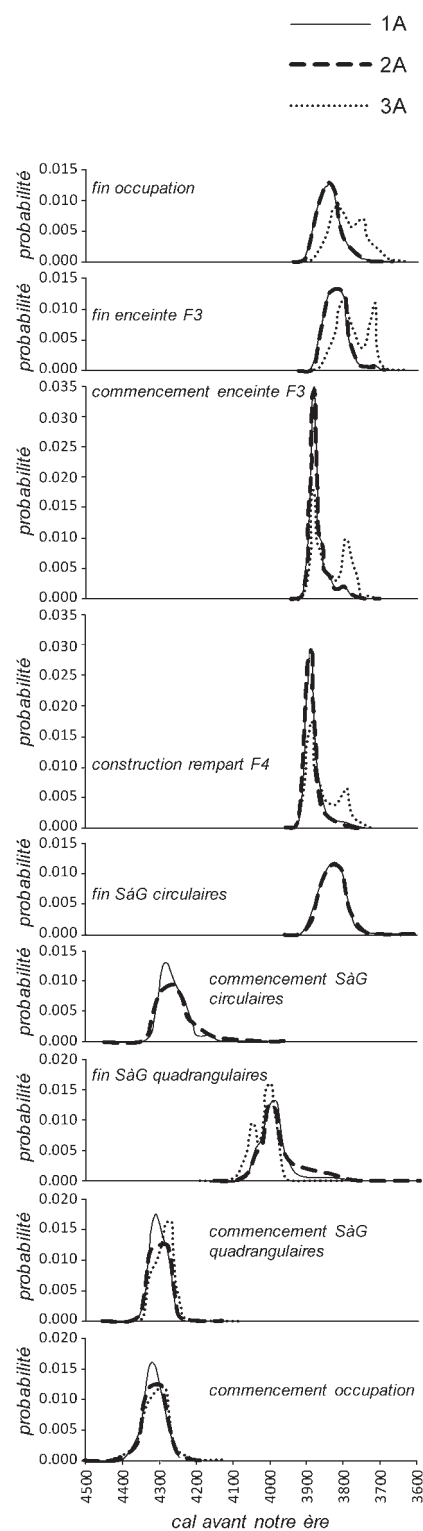 1A
2A
3A
probabilité
0.015
0.010
0.005
0.000
fin occupation
probabilité
0.015
0.010
0.005
0.000
fin enceinte F3
probabilité
0.035
0.030
0.025
0.020
0.015
0.010
0.005
0.000
commencement enceinte F3
probabilité
0.035
0.030
0.025
0.020
0.015
0.010
0.005
0.000
construction rempart F4
probabilité
0.015
0.010
0.005
0.000
fin SàG circulaires
probabilité
0.015
0.010
0.005
0.000
commencement SàG
circulaires
probabilité
0.020
0.015
0.010
0.005
0.000
fin SàG quadrangulaires
probabilité
0.020
0.015
0.010
0.005
0.000
commencement SàG
quadrangulaires
probabilité
0.020
0.015
0.010
0.005
0.000
commencement occupation
4500
4400
4300
4200
4100
4000
3900
3800
3700
3600
cal avant notre ère